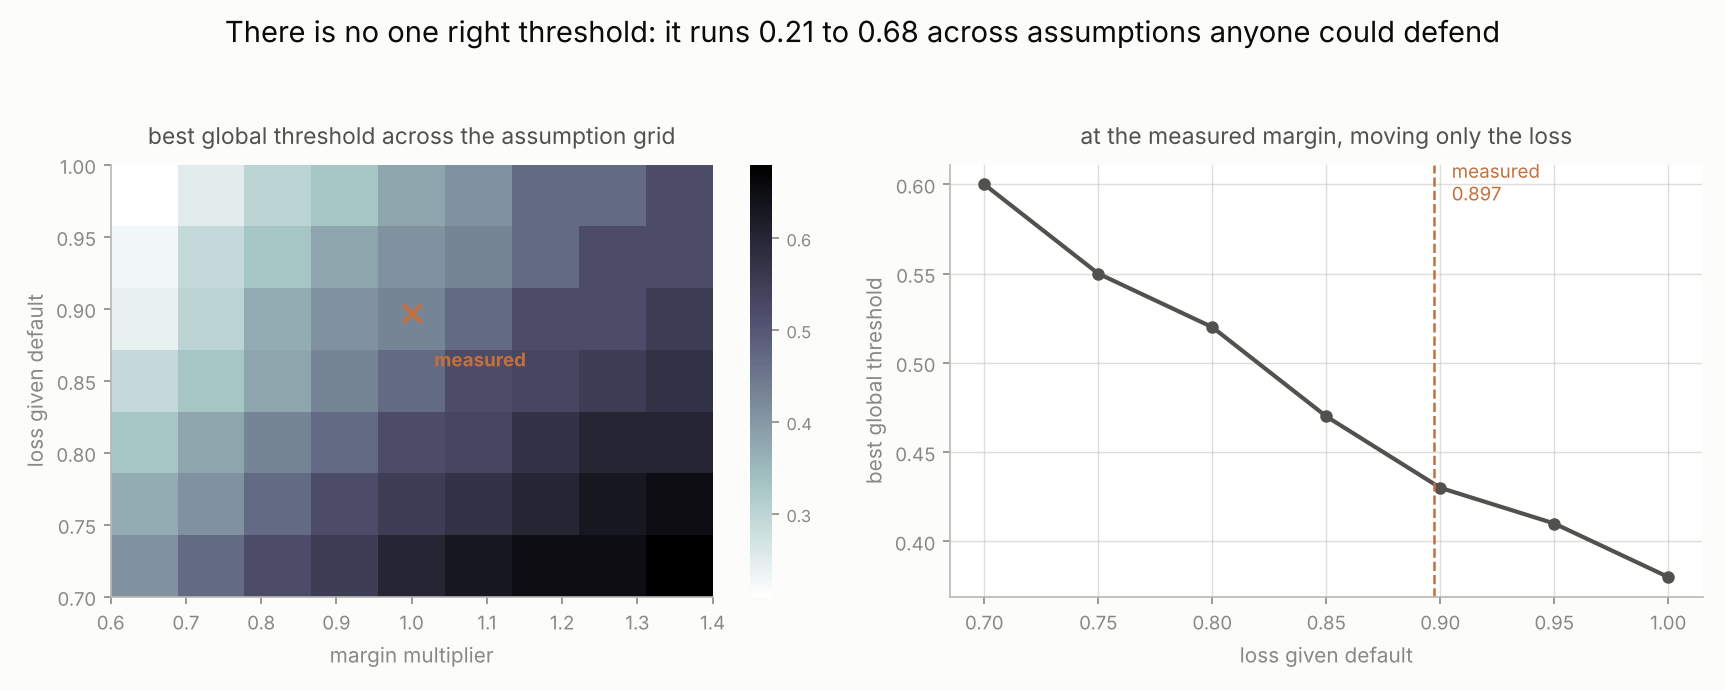 There is no one right threshold: it runs 0.21 to 0.68 across assumptions anyone could defend
best global threshold across the assumption grid
loss given default
1.00
0.95
0.90
0.85
0.80
0.75
0.70
measured
0.6 0.7 0.8 0.9 1.0 1.1 1.2 1.3 1.4
margin multiplier
0.6
0.5
0.4
0.3
at the measured margin, moving only the loss
best global threshold
0.60
0.55
0.50
0.45
0.40
measured
0.897
0.70 0.75 0.80 0.85 0.90 0.95 1.00
loss given default